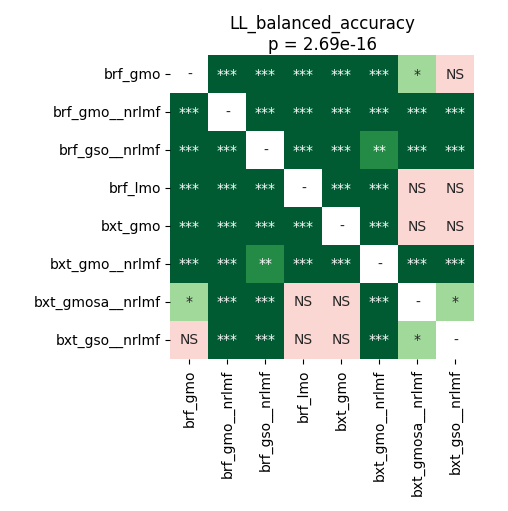 LL_balanced_accuracy
p = 2.69e-16
brf_gmo - *** *** *** *** *** * NS
brf_gmo__nrlmf *** - *** *** *** *** *** ***
brf_gso__nrlmf *** *** - *** *** ** *** ***
brf_lmo *** *** *** - *** *** NS NS
bxt_gmo *** *** *** *** - *** NS NS
bxt_gmo__nrlmf *** *** ** *** *** - *** ***
bxt_gmosa__nrlmf * *** *** NS NS *** - *
bxt_gso__nrlmf NS *** *** NS NS *** * -
brf_gmo
brf_gmo__nrlmf
brf_gso__nrlmf
brf_lmo
bxt_gmo
bxt_gmo__nrlmf
bxt_gmosa__nrlmf
bxt_gso__nrlmf